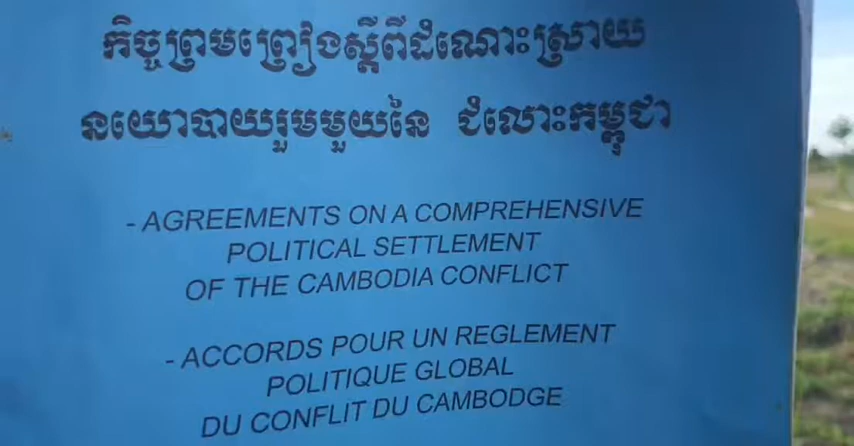 កិច្ចព្រមព្រៀងស្ដីពីដំណោះស្រាយ
នយោបាយរួមមួយនៃ ជំលោះកម្ពុជា
- AGREEMENTS ON A COMPREHENSIVE
POLITICAL SETTLEMENT
OF THE CAMBODIA CONFLICT
- ACCORDS POUR UN REGLEMENT
POLITIQUE GLOBAL
DU CONFLIT DU CAMBODGE